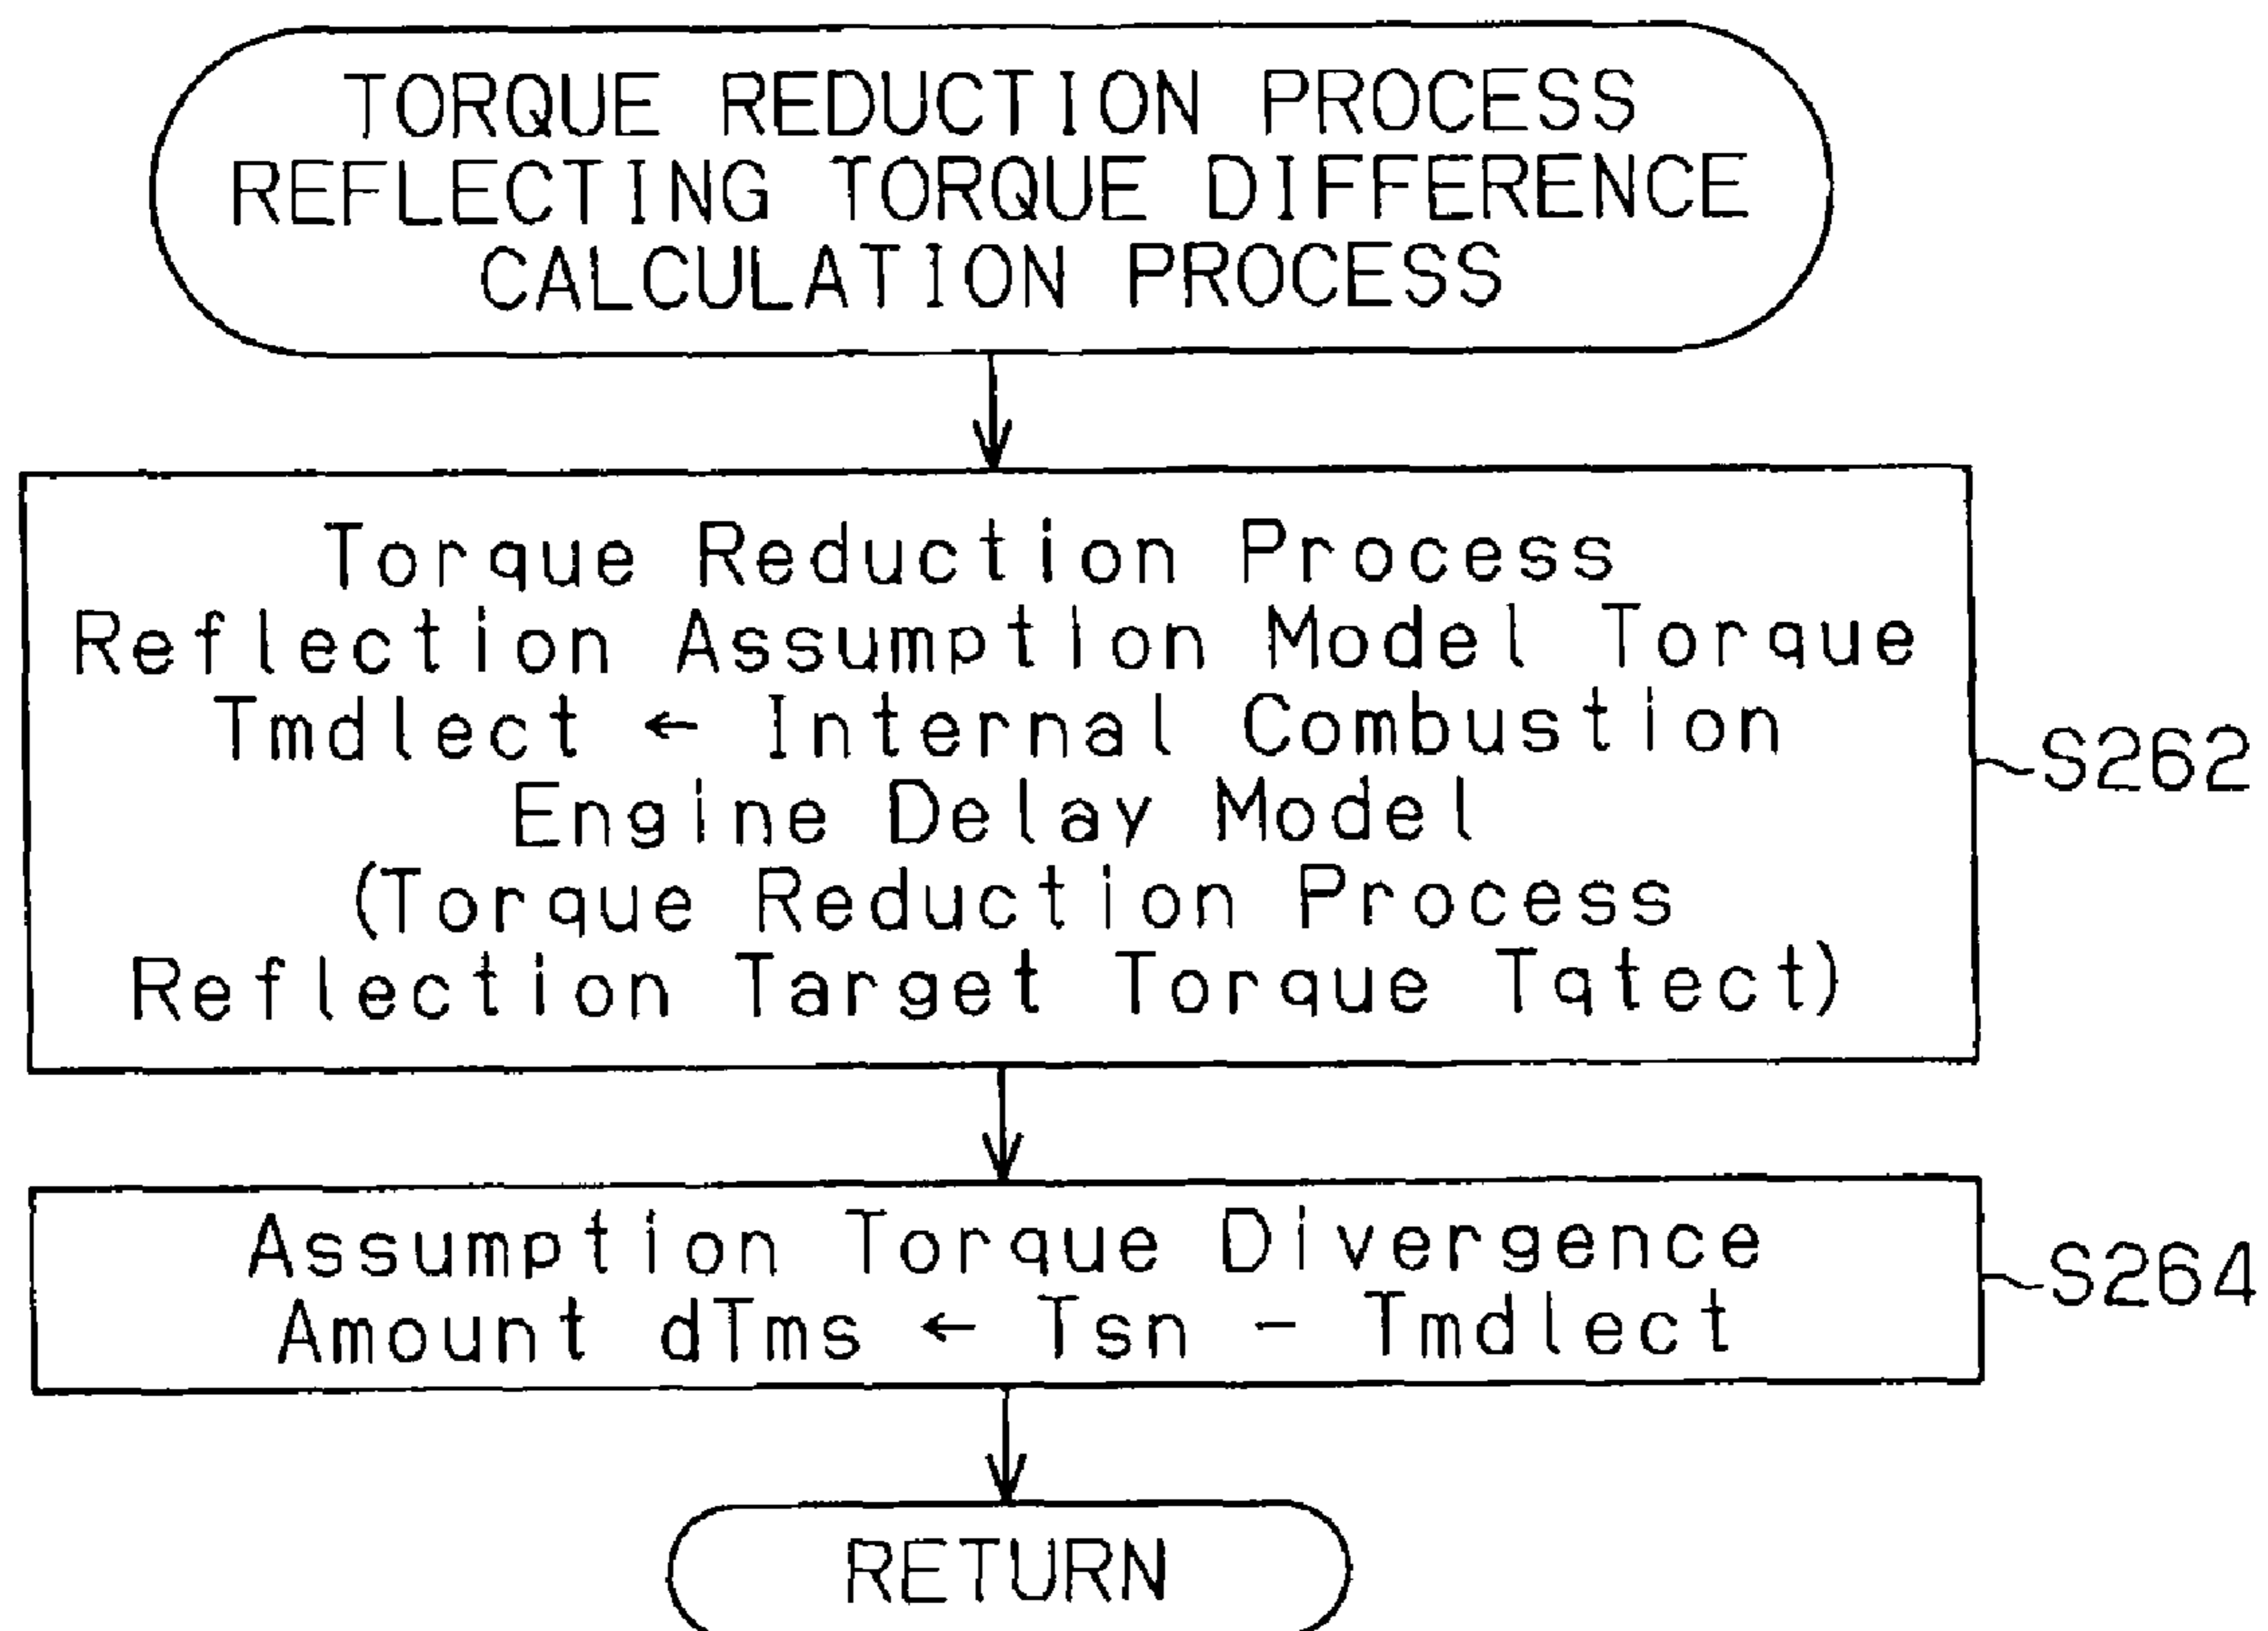 TORQUE REDUCTION PROCESS
REFLECTING TORQUE DIFFERENCE
CALCULATION PROCESS
Torque Reduction Process
Reflection Assumption Model Torque
Tmdlect ← Internal Combustion
Engine Delay Model
(Torque Reduction Process
Reflection Target Torque Tqtect)
S262
Assumption Torque Divergence
Amount dTms ← Tsn - Tmdlect
S264
RETURN